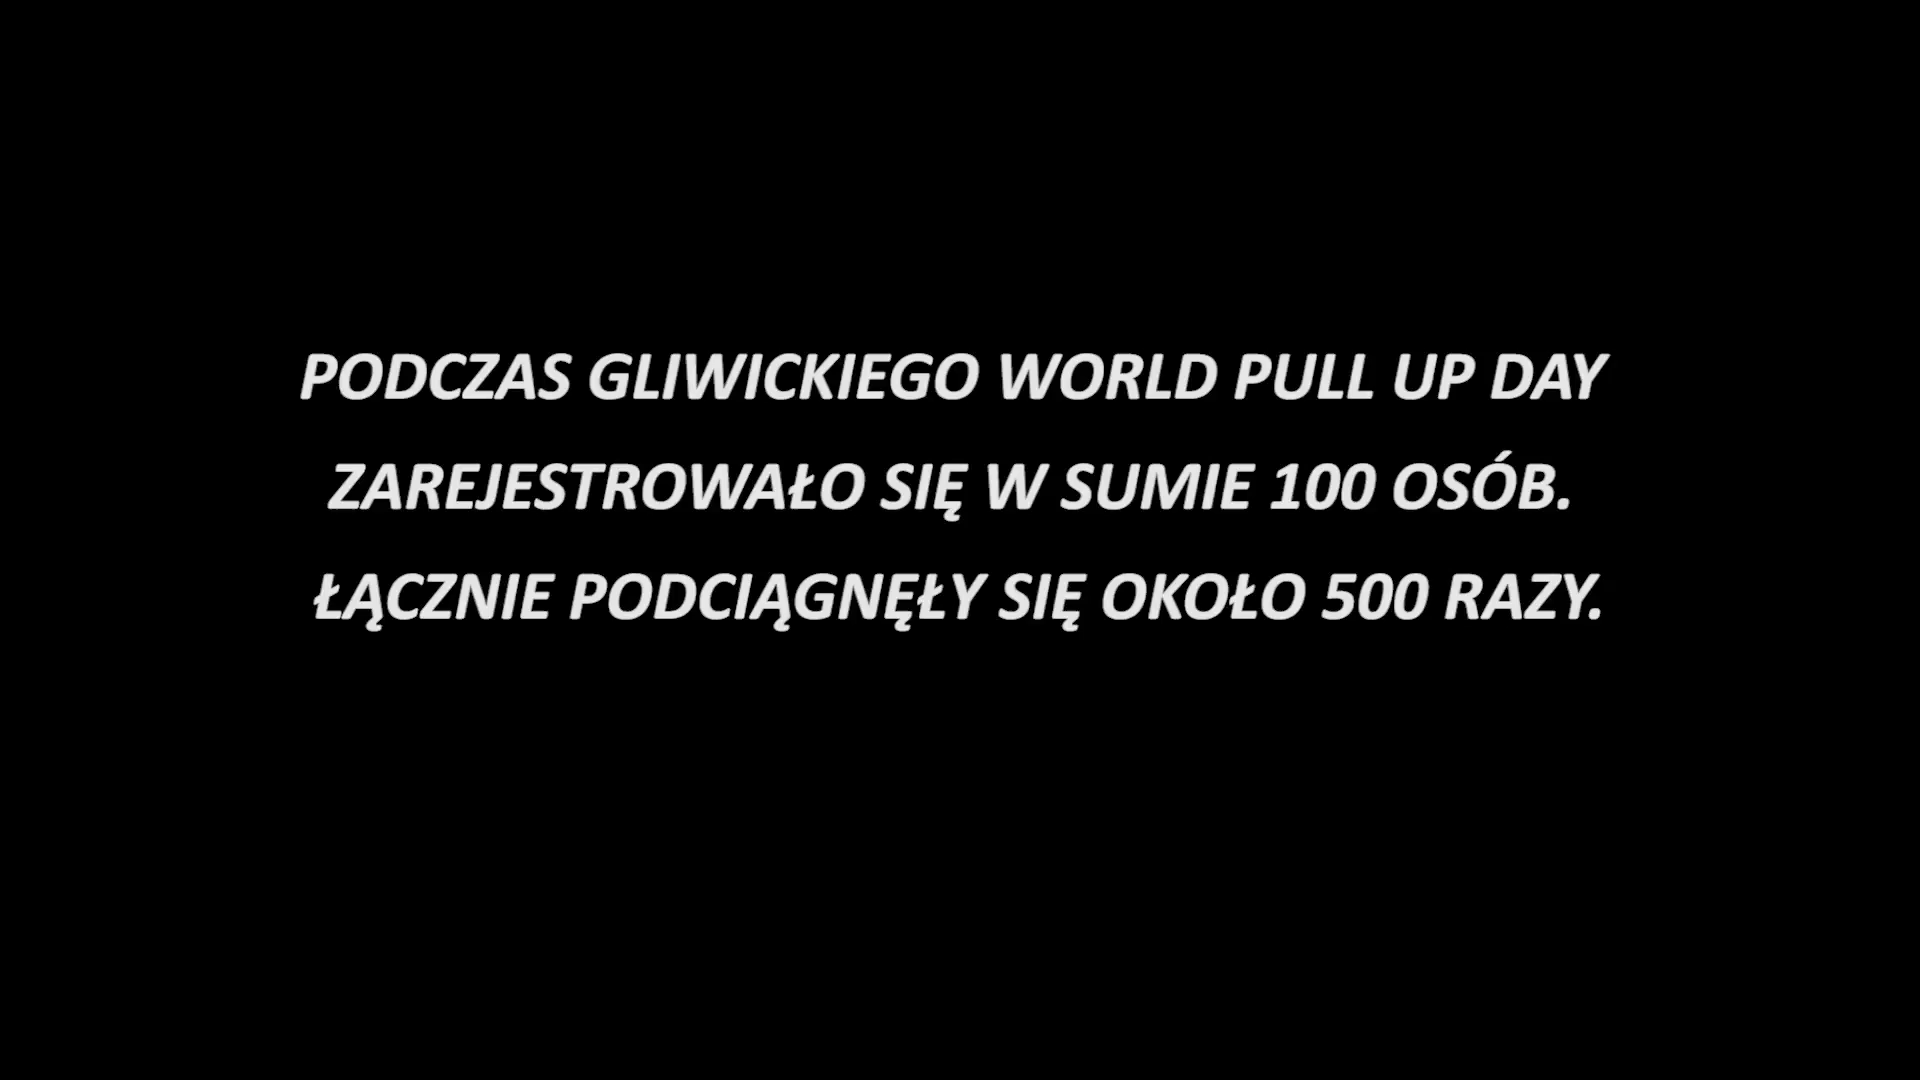 PODCZAS GLIWICKIEGO WORLD PULL UP DAY
ZAREJESTROWAŁO SIĘ W SUMIE 100 OSÓB.
ŁĄCZNIE PODCIĄGNĘŁY SIĘ OKOŁO 500 RAZY.